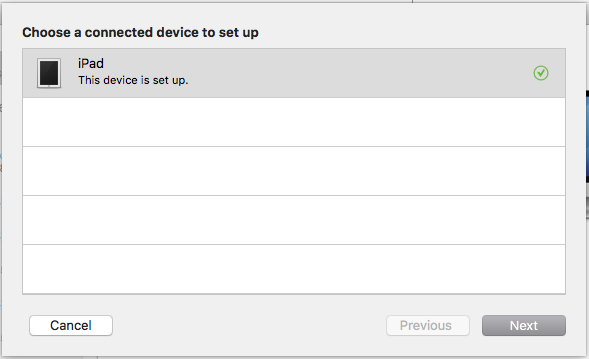 Choose a connected device to set up
iPad
This device is set up.
Cancel
Previous
Next